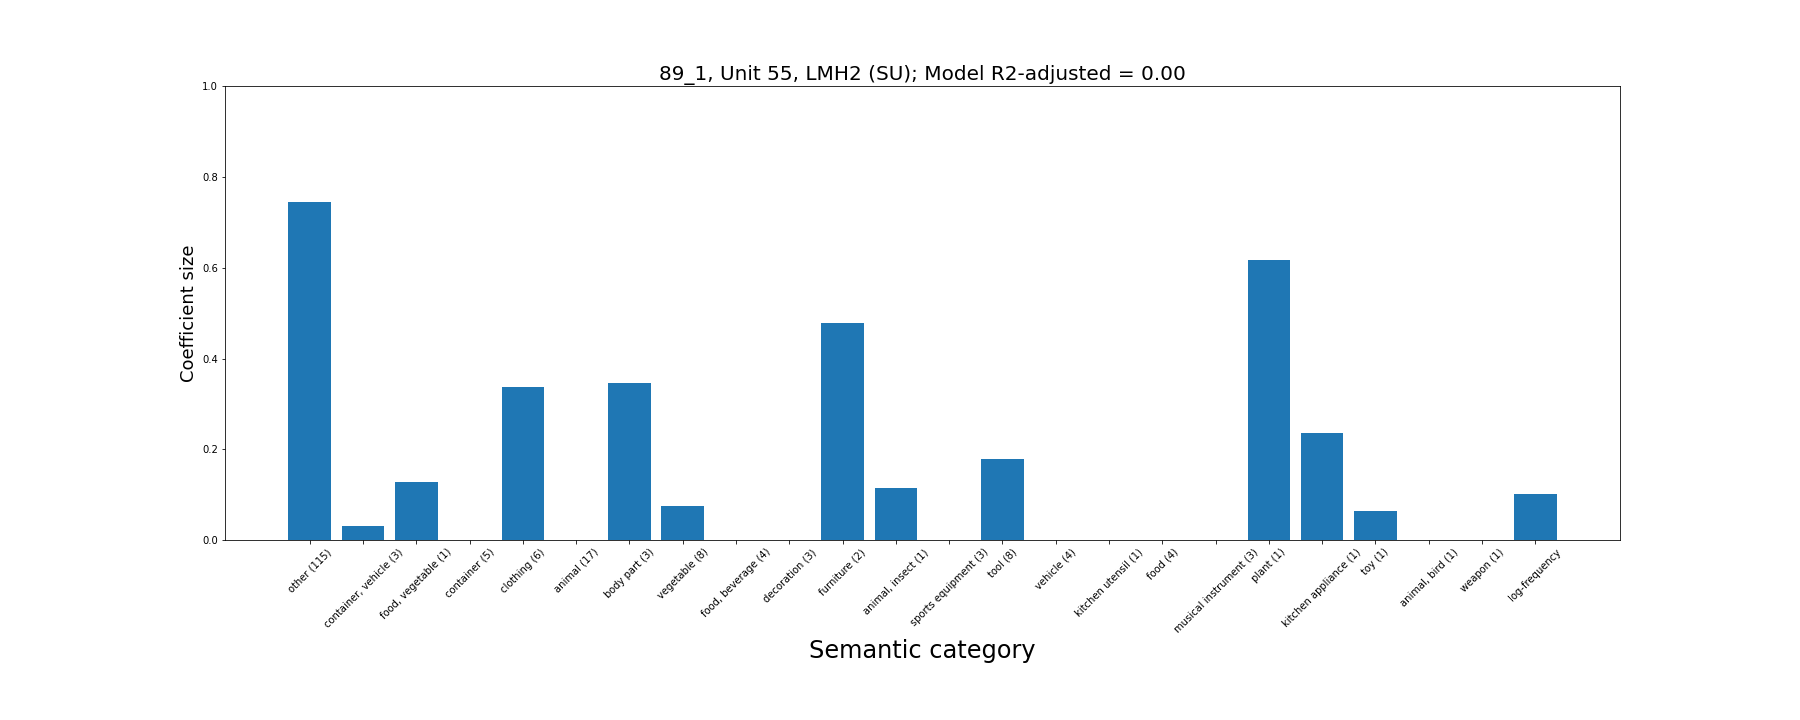 89_1, Unit 55, LMH2 (SU); Model R2-adjusted = 0.00
Coefficient size
1.0
0.8
0.6
0.4
0.2
0.0
other (115)
container, vehicle (3)
food, vegetable (1)
container (5)
clothing (6)
animal (17)
body part (3)
vegetable (8)
food, beverage (4)
decoration (3)
furniture (2)
animal, insect (1)
sports equipment (3)
tool (8)
vehicle (4)
kitchen utensil (1)
food (4)
musical instrument (3)
plant (1)
kitchen appliance (1)
toy (1)
animal, bird (1)
weapon (1)
log-frequency
Semantic category